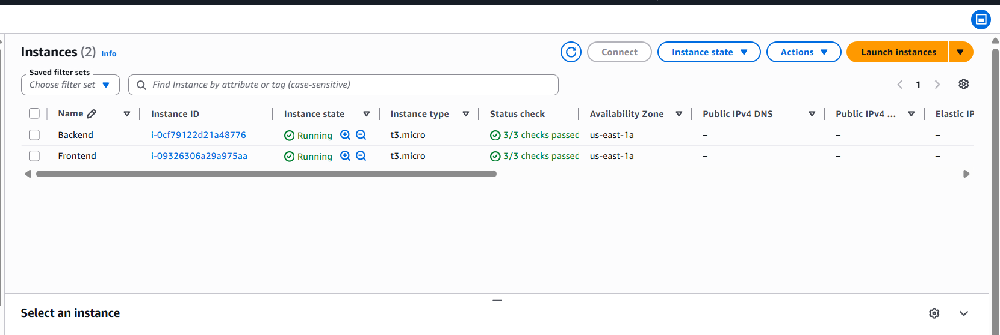 Instances (2) Info Connect Instance state Actions Launch instances
Saved filter sets
Choose filter set Find Instance by attribute or tag (case-sensitive) 1
Name Instance ID Instance state Instance type Status check Availability Zone Public IPv4 DNS Public IPv4 ... Elastic IP
Backend i-0cf79122d21a48776 Running t3.micro 3/3 checks passed us-east-1a – – –
Frontend i-09326306a29a975aa Running t3.micro 3/3 checks passed us-east-1a – – –
Select an instance